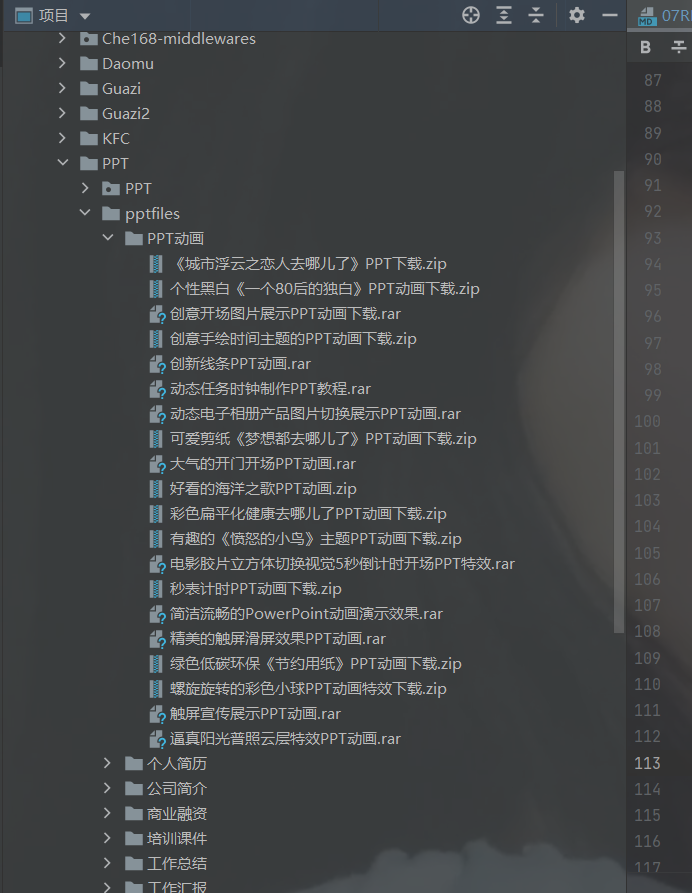 项目
07R
Che168-middlewares
B
Daomu
Guazi
Guazi2
KFC
PPT
PPT
pptfiles
PPT动画
《城市浮云之恋人去哪儿了》PPT下载.zip
个性黑白《一个80后的独白》PPT动画下载.zip
创意开场图片展示PPT动画下载.rar
创意手绘时间主题的PPT动画下载.zip
创新线条PPT动画.rar
动态任务时钟制作PPT教程.rar
动态电子相册产品图片切换展示PPT动画.rar
可爱剪纸《梦想都去哪儿了》PPT动画下载.zip
大气的开门开场PPT动画.rar
好看的海洋之歌PPT动画.zip
彩色扁平化健康去哪儿了PPT动画下载.zip
有趣的《愤怒的小鸟》主题PPT动画下载.zip
电影胶片立方体切换视觉5秒倒计时开场PPT特效.rar
秒表计时PPT动画下载.zip
简洁流畅的PowerPoint动画演示效果.rar
精美的触屏滑屏效果PPT动画.rar
绿色低碳环保《节约用纸》PPT动画下载.zip
螺旋旋转的彩色小球PPT动画特效下载.zip
触屏宣传展示PPT动画.rar
逼真阳光普照云层特效PPT动画.rar
个人简历
公司简介
商业融资
培训课件
工作总结
工作汇报
87
88
89
90
91
92
93
94
95
96
97
98
99
100
101
102
103
104
105
106
107
108
109
110
111
112
113
114
115
116
117